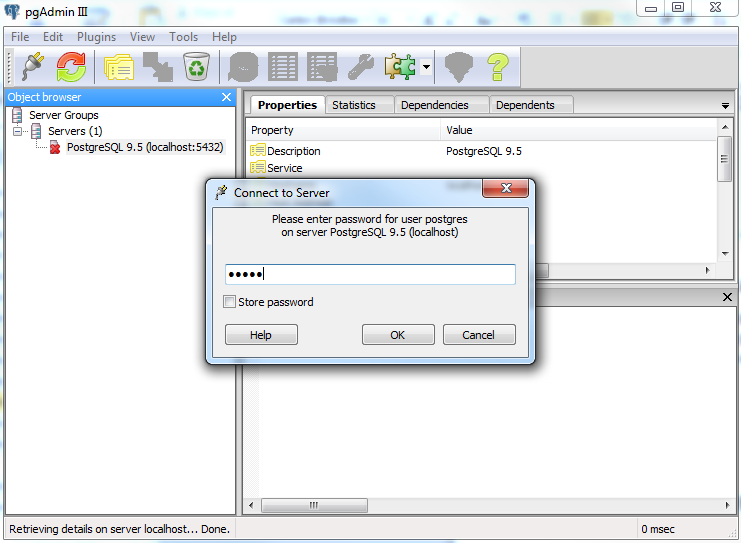 pgAdmin III
File Edit Plugins View Tools Help
Object browser
Server Groups
Servers (1)
PostgreSQL 9.5 (localhost:5432)
Properties Statistics Dependencies Dependents
Property Value
Description PostgreSQL 9.5
Service
Connect to Server
Please enter password for user postgres
on server PostgreSQL 9.5 (localhost)
●●●●●
Store password
Help OK Cancel
Retrieving details on server localhost... Done. 0 msec